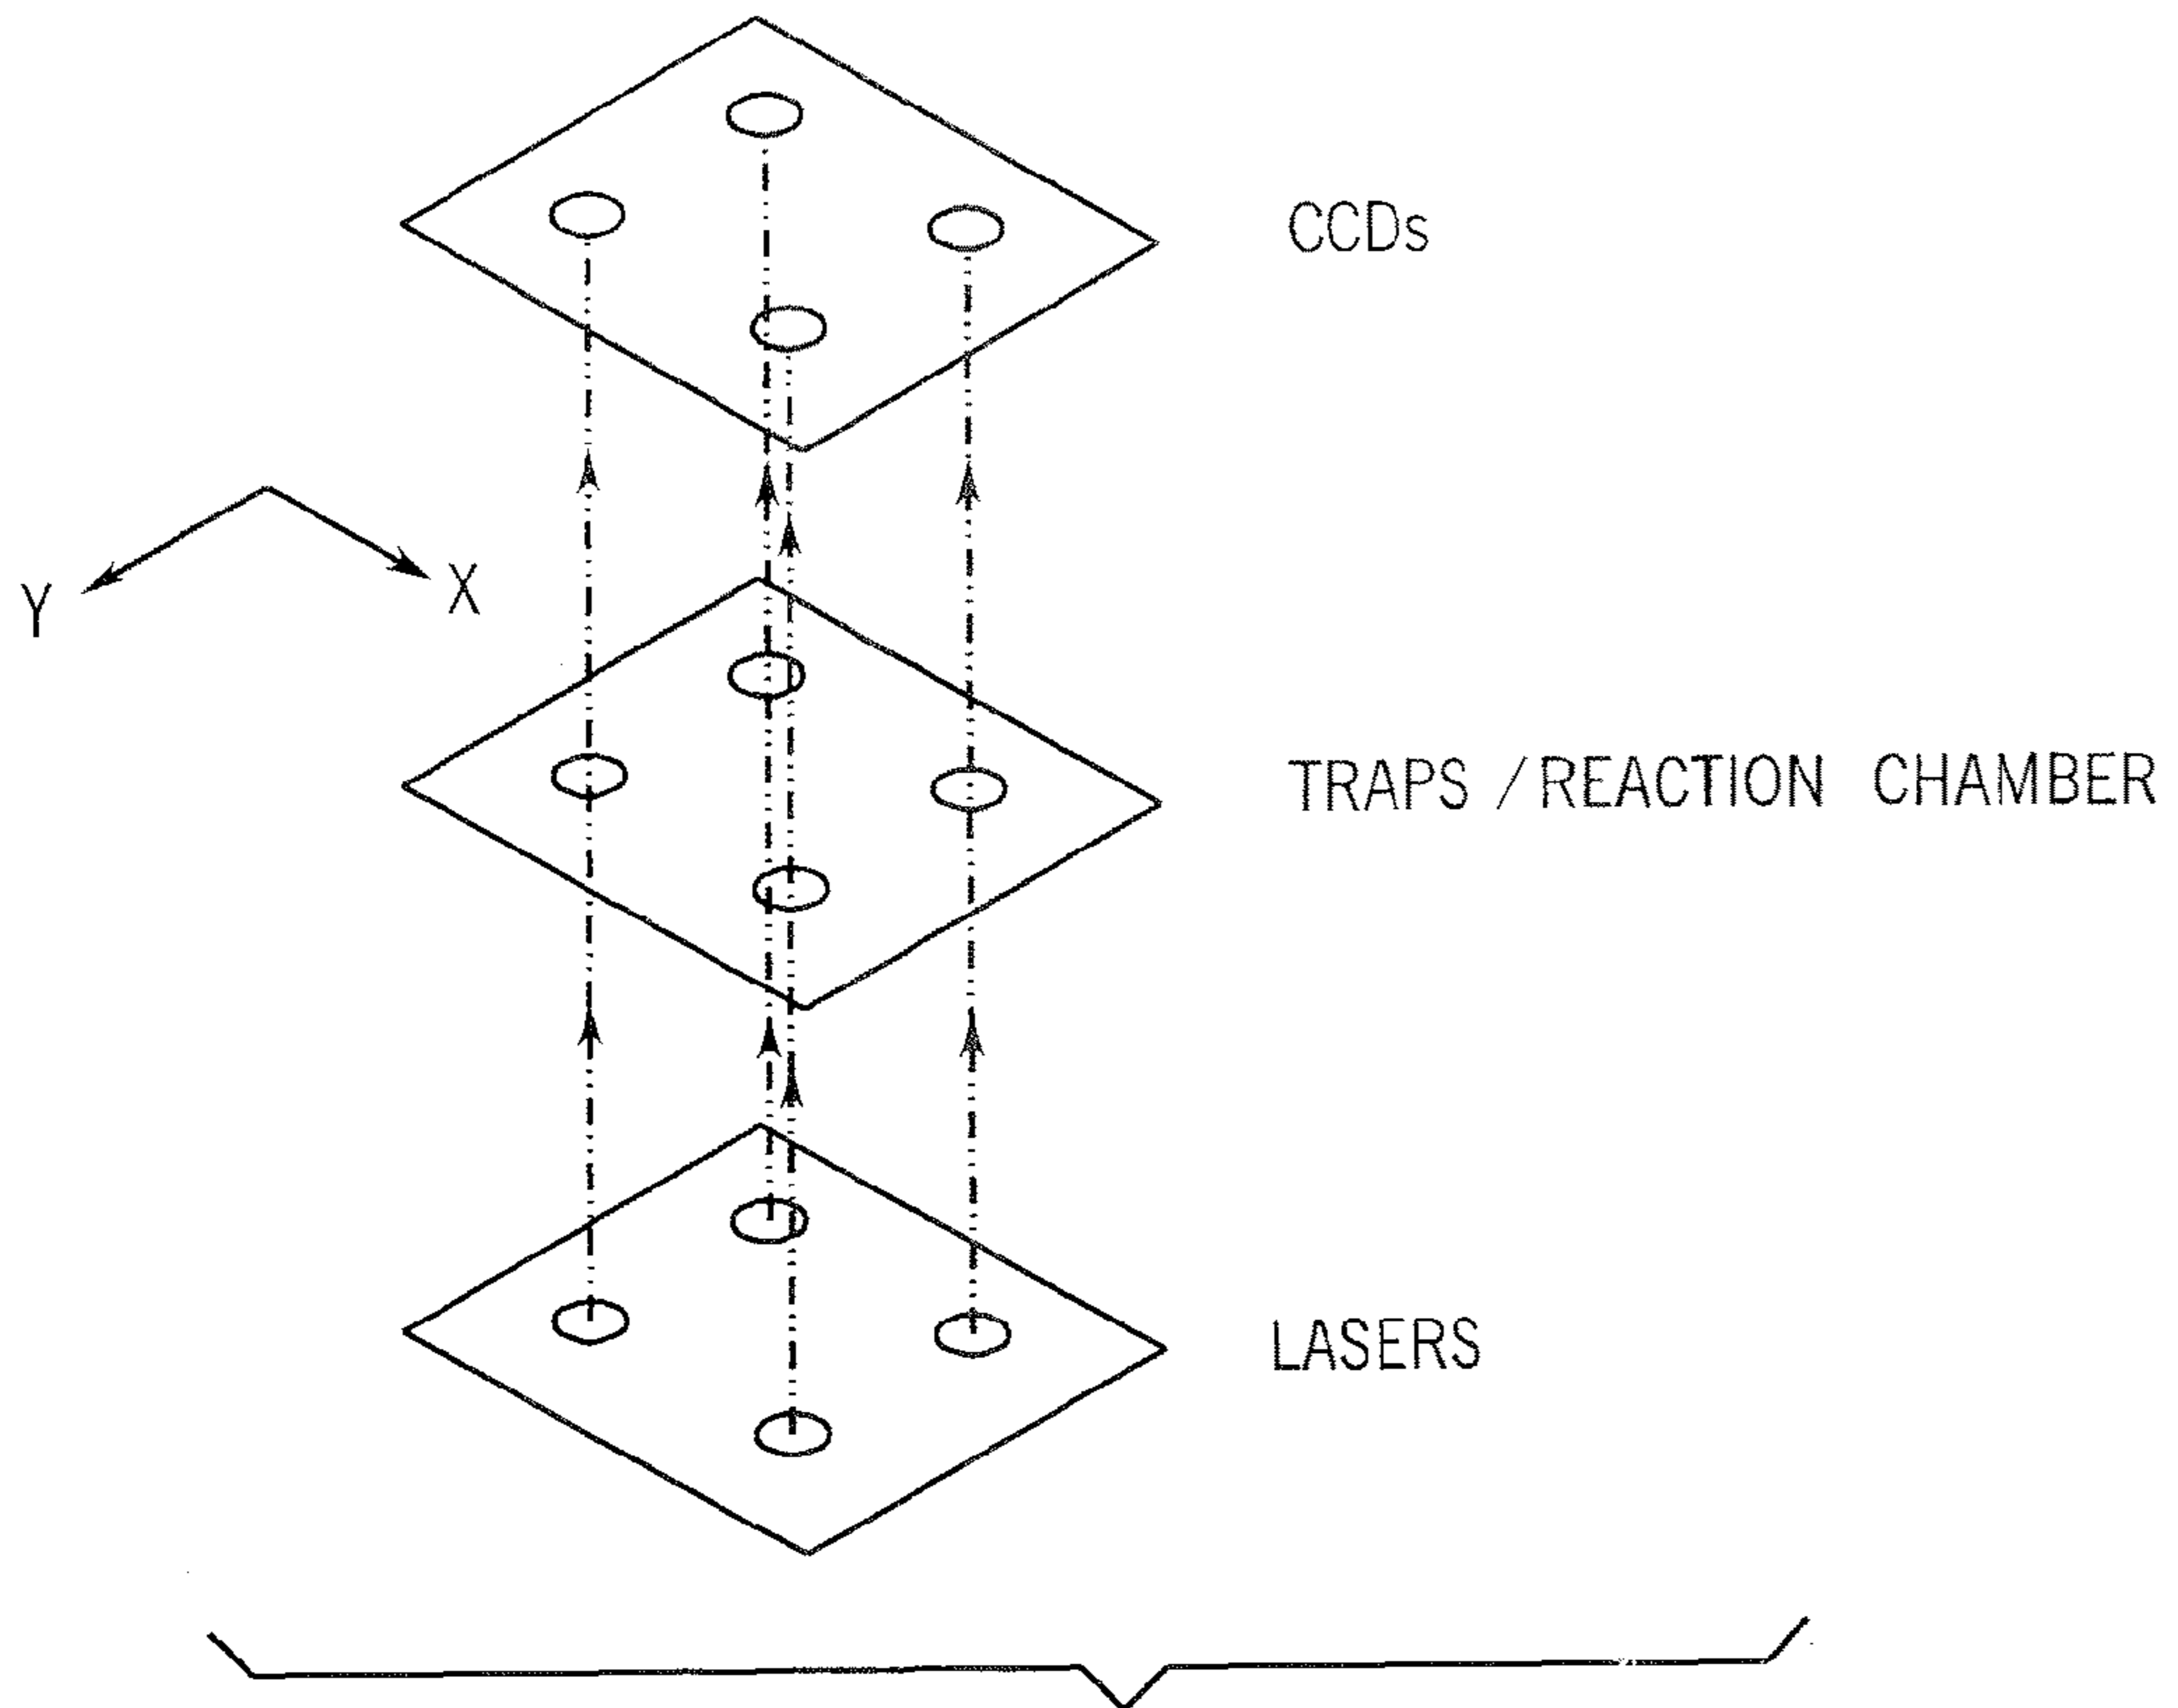 CCDs
Y
X
TRAPS / REACTION CHAMBER
LASERS